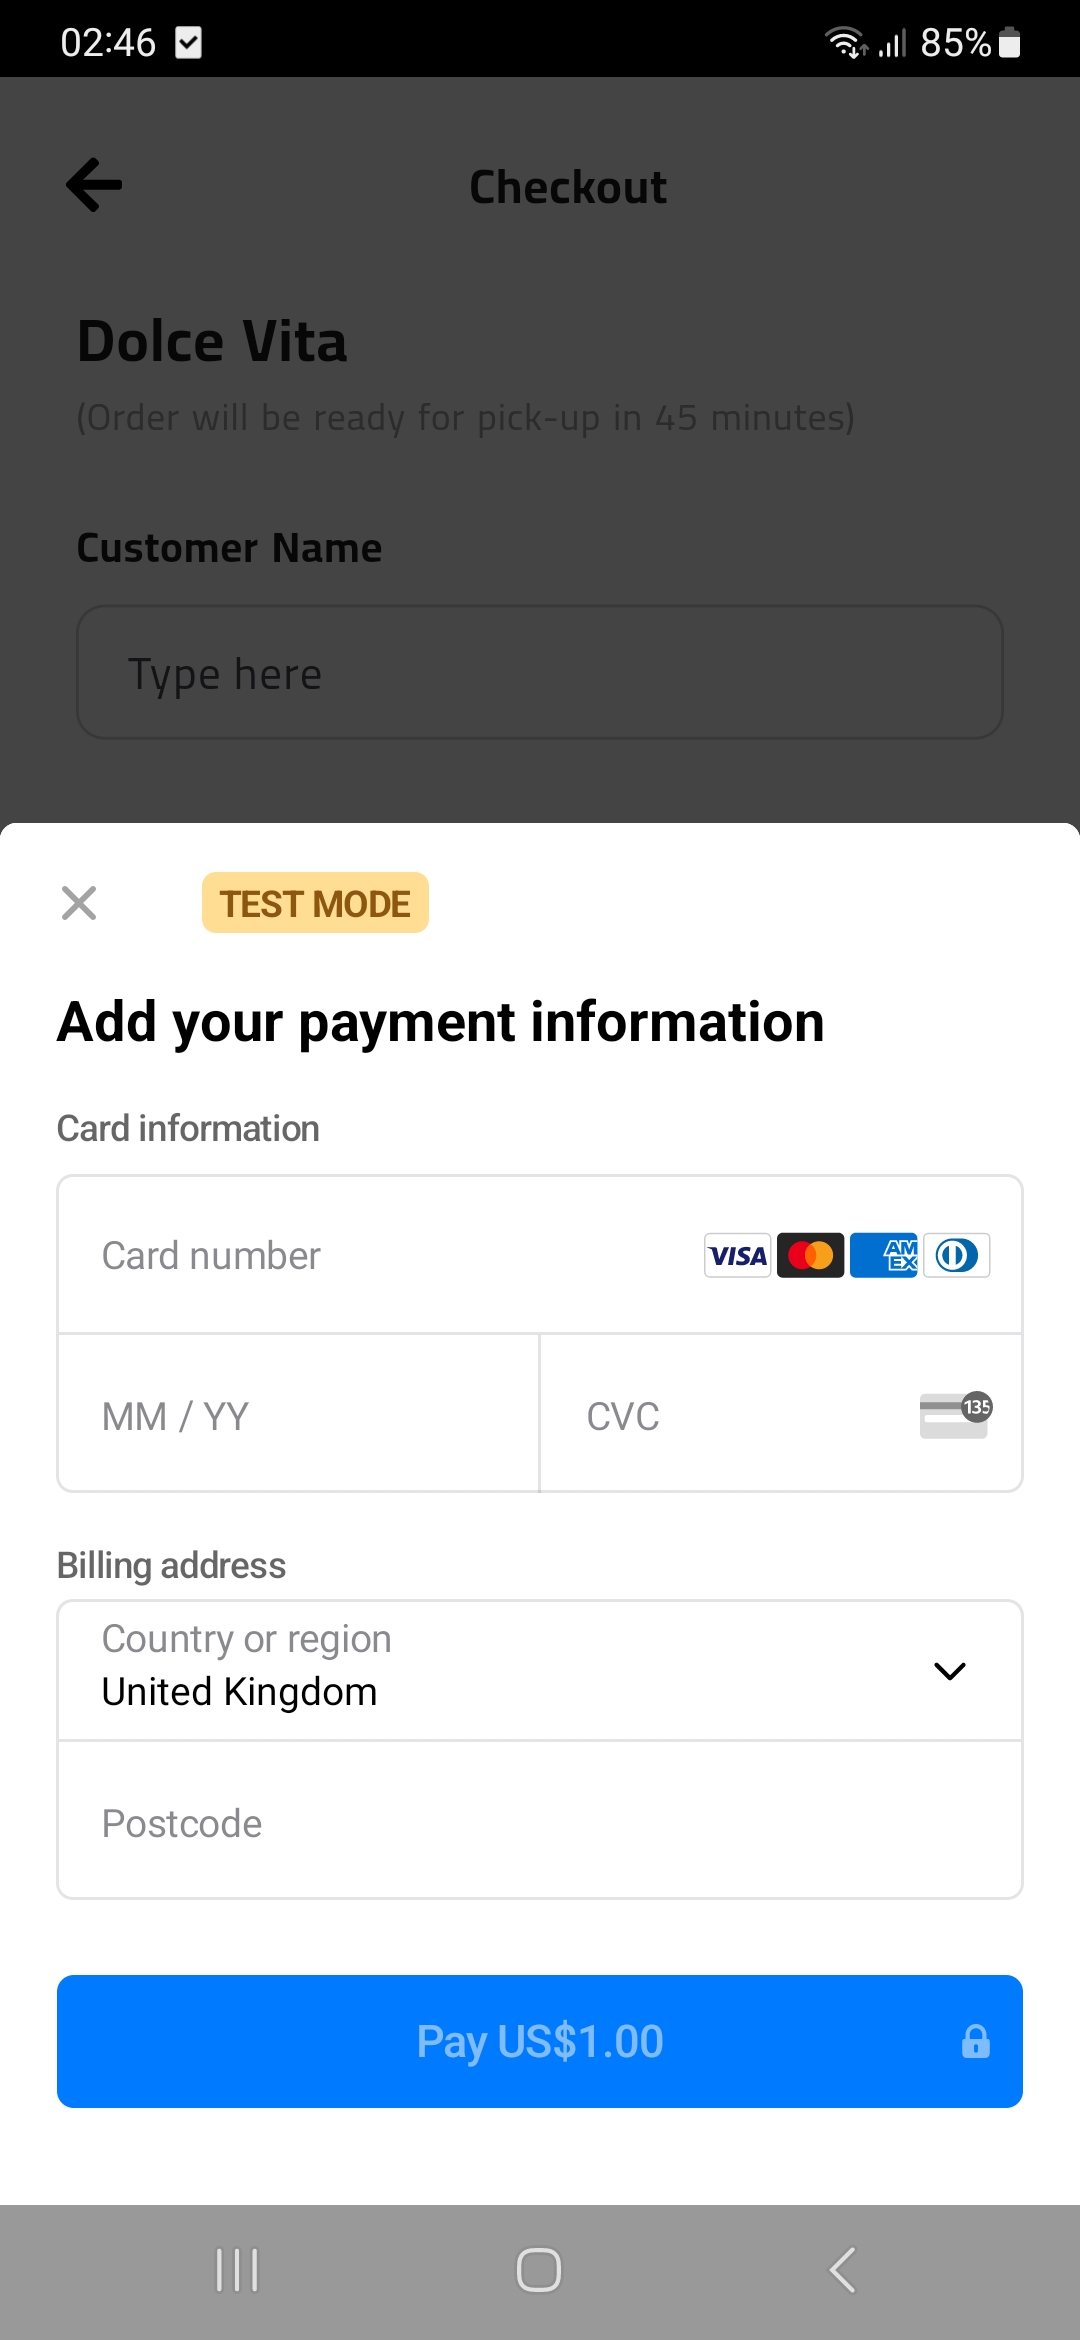 02:46
85%
Checkout
Dolce Vita
(Order will be ready for pick-up in 45 minutes)
Customer Name
Type here
TEST MODE
Add your payment information
Card information
Card number VISA AM EX
MM / YY CVC 135
Billing address
Country or region
United Kingdom
Postcode
Pay US$1.00